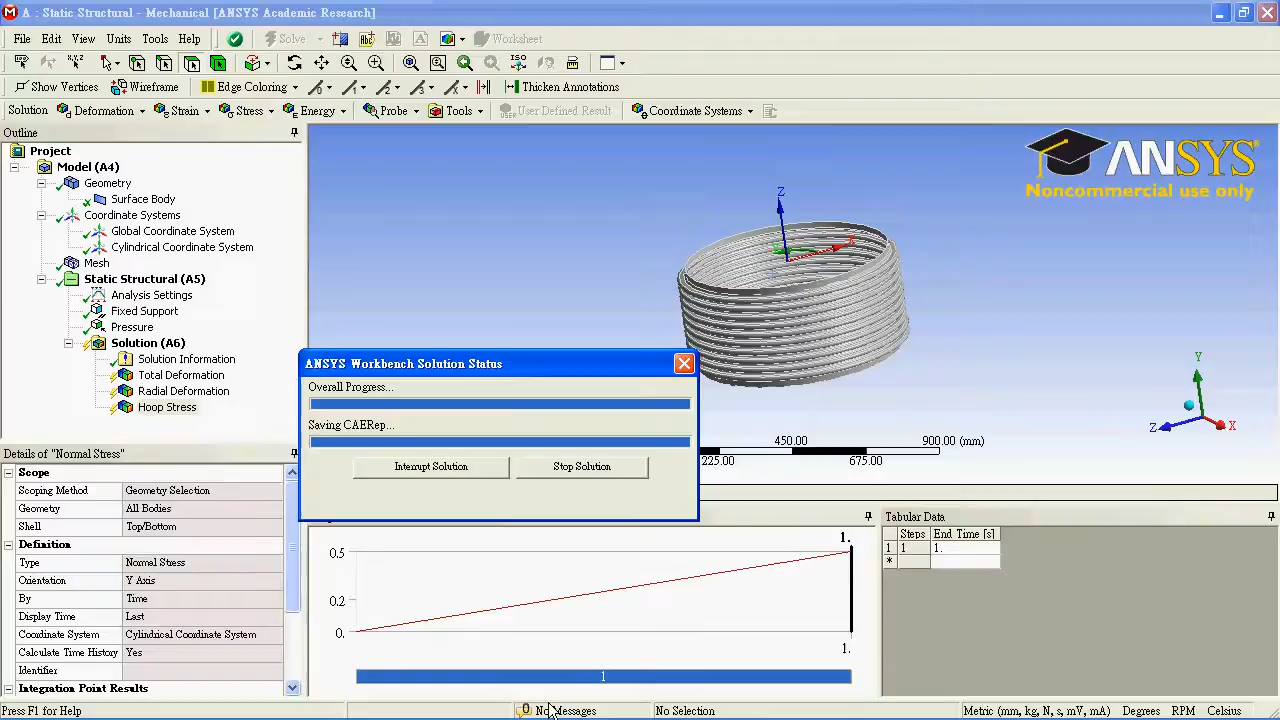 A : Static Structural - Mechanical [ANSYS Academic Research]
File Edit View Units Tools Help Solve Worksheet
Show Vertices Wireframe Edge Coloring Thicken Annotations
Solution Deformation Strain Stress Energy Probe Tools User Defined Result Coordinate Systems
Outline
Project
Model (A4)
Geometry
Surface Body
Coordinate Systems
Global Coordinate System
Cylindrical Coordinate System
Mesh
Static Structural (A5)
Analysis Settings
Fixed Support
Pressure
Solution (A6)
Solution Information
Total Deformation
Radial Deformation
Hoop Stress
ANSYS
Noncommercial use only
Z
X
Y
Z
X
450.00
900.00 (mm)
225.00
675.00
ANSYS Workbench Solution Status
Overall Progress...
Saving CAERep...
Interrupt Solution
Stop Solution
Details of "Normal Stress"
Scope
Scoping Method Geometry Selection
Geometry All Bodies
Shell Top/Bottom
Definition
Type Normal Stress
Orientation Y Axis
By Time
Display Time Last
Coordinate System Cylindrical Coordinate System
Calculate Time History Yes
Identifier
Integration Point Results
1.
0.5
0.2
0.
1.
1
Tabular Data
Steps End Time [s]
1 1 1.
*
Press F1 for Help
0 No Messages
No Selection
Metric (mm, kg, N, s, mV, mA) Degrees RPM Celsius